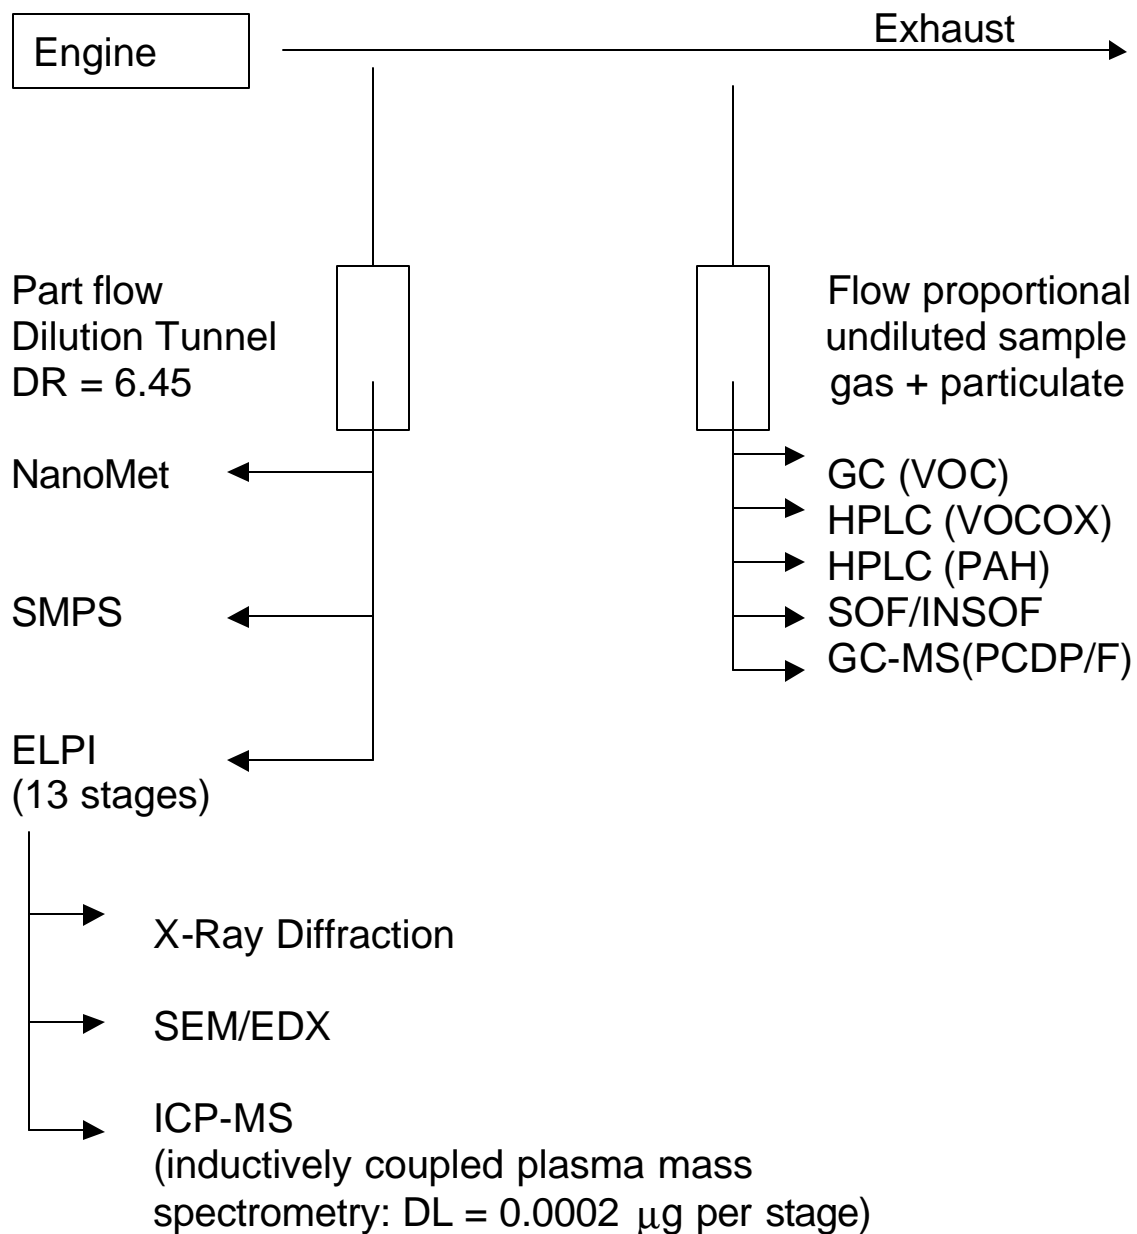 Engine
Exhaust
Part flow
Dilution Tunnel
DR = 6.45
Flow proportional
undiluted sample
gas + particulate
NanoMet
SMPS
ELPI
(13 stages)
GC (VOC)
HPLC (VOCOX)
HPLC (PAH)
SOF/INSOF
GC-MS(PCDP/F)
X-Ray Diffraction
SEM/EDX
ICP-MS
(inductively coupled plasma mass
spectrometry: DL = 0.0002 μg per stage)